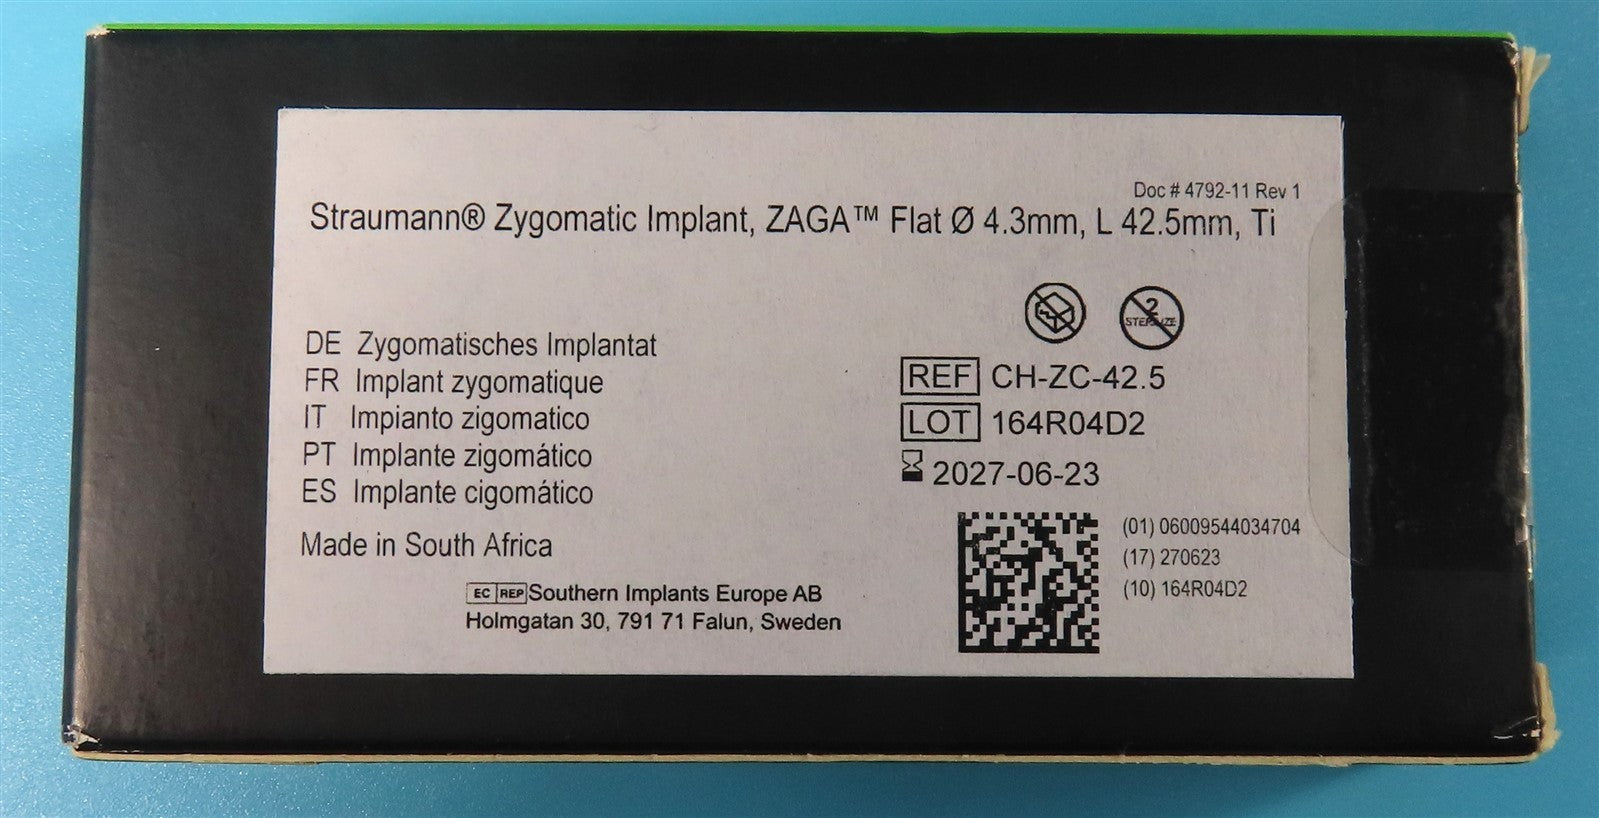 Doc # 4792-11 Rev 1
Straumann® Zygomatic Implant, ZAGA™ Flat Ø 4.3mm, L 42.5mm, Ti
2
STERILIZE
DE Zygomatisches Implantat
FR Implant zygomatique
IT Impianto zigomatico
PT Implante zigomático
ES Implante cigomático
Made in South Africa
EC REP Southern Implants Europe AB
Holmgatan 30, 791 71 Falun, Sweden
REF CH-ZC-42.5
LOT 164R04D2
2027-06-23
(01) 06009544034704
(17) 270623
(10) 164R04D2